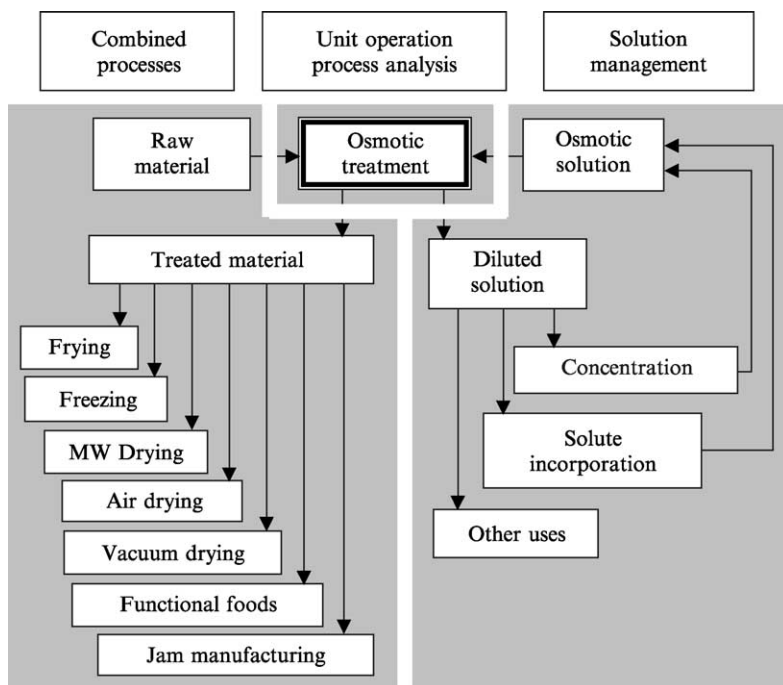 Combined
processes
Unit operation
process analysis
Solution
management
Raw
material
Osmotic
treatment
Osmotic
solution
Treated material
Diluted
solution
Frying
Freezing
MW Drying
Air drying
Vacuum drying
Functional foods
Jam manufacturing
Concentration
Solute
incorporation
Other uses